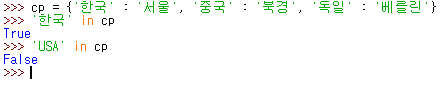 >>> cp = {'한국' : '서울', '중국' : '북경', '독일' : '베를린'}
>>> '한국' in cp
True
>>> 'USA' in cp
False
>>>